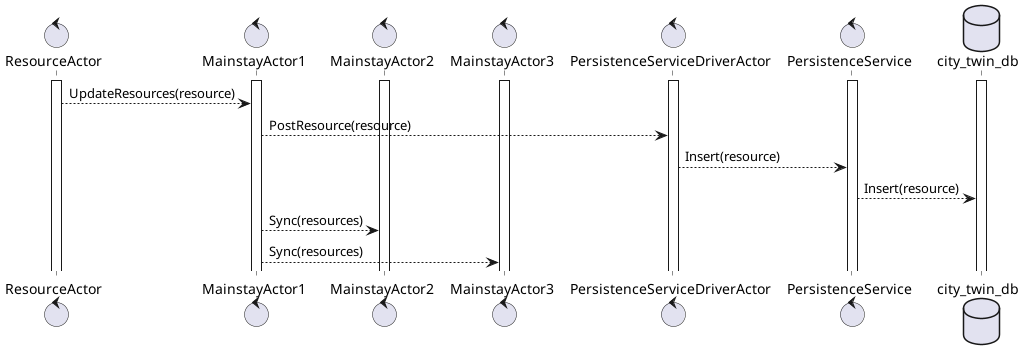 ResourceActor MainstayActor1 MainstayActor2 MainstayActor3 PersistenceServiceDriverActor PersistenceService city_twin_db
UpdateResources(resource)
PostResource(resource)
Insert(resource)
Insert(resource)
Sync(resources)
Sync(resources)
ResourceActor MainstayActor1 MainstayActor2 MainstayActor3 PersistenceServiceDriverActor PersistenceService city_twin_db